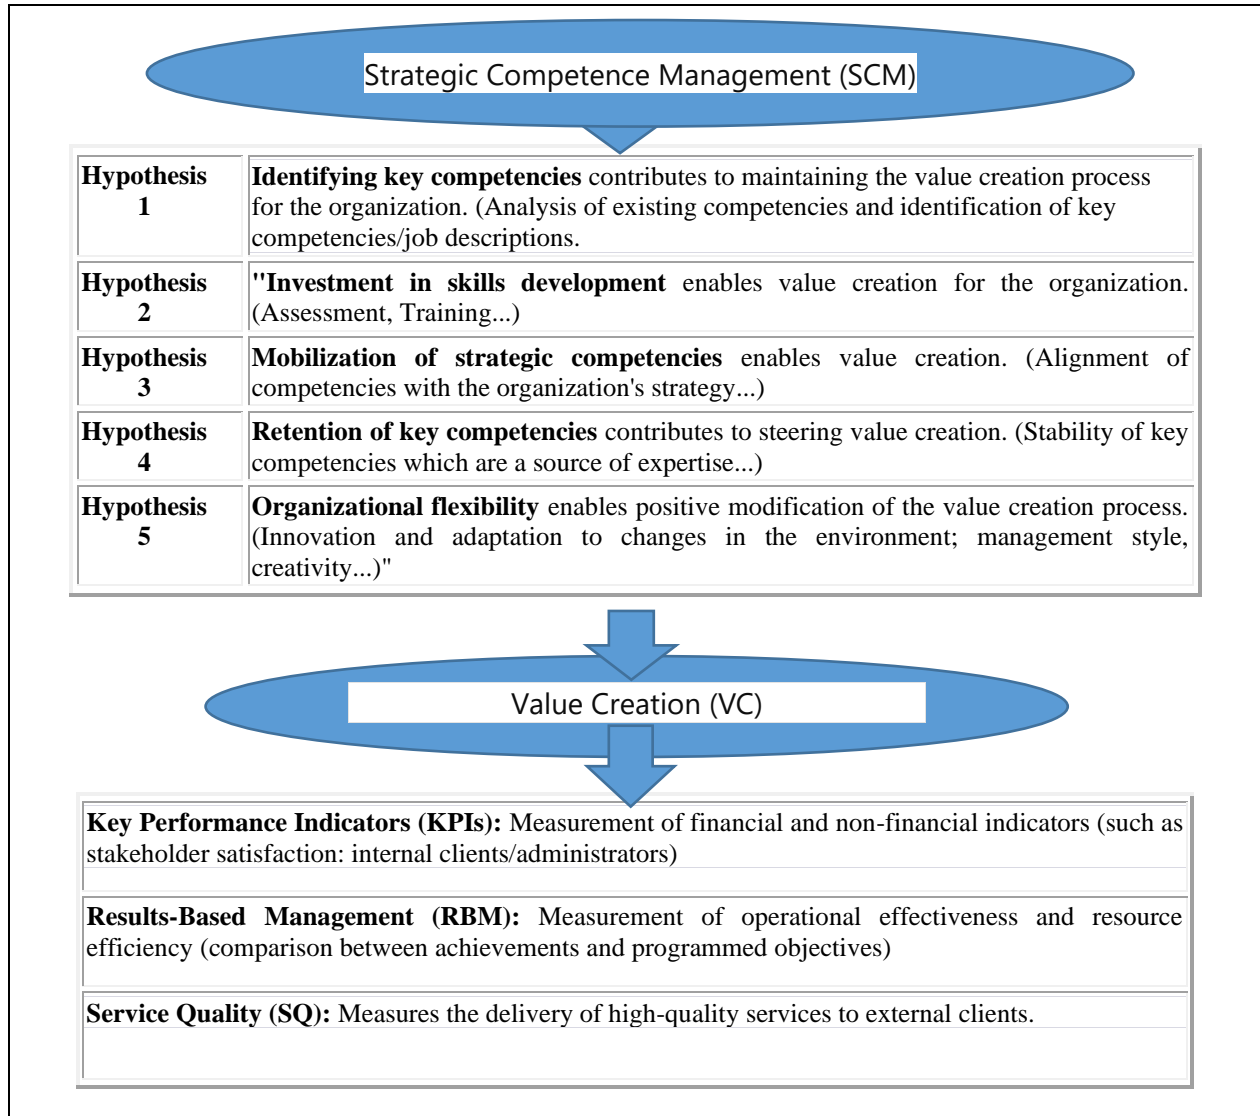 Strategic Competence Management (SCM)
Hypothesis
1
Identifying key competencies contributes to maintaining the value creation process
for the organization. (Analysis of existing competencies and identification of key
competencies/job descriptions.
Hypothesis
2
"Investment in skills development enables value creation for the organization.
(Assessment, Training...)
Hypothesis
3
Mobilization of strategic competencies enables value creation. (Alignment of
competencies with the organization's strategy...)
Hypothesis
4
Retention of key competencies contributes to steering value creation. (Stability of key
competencies which are a source of expertise...)
Hypothesis
5
Organizational flexibility enables positive modification of the value creation process.
(Innovation and adaptation to changes in the environment; management style,
creativity...)"
Value Creation (VC)
Key Performance Indicators (KPIs): Measurement of financial and non-financial indicators (such as
stakeholder satisfaction: internal clients/administrators)
Results-Based Management (RBM): Measurement of operational effectiveness and resource
efficiency (comparison between achievements and programmed objectives)
Service Quality (SQ): Measures the delivery of high-quality services to external clients.